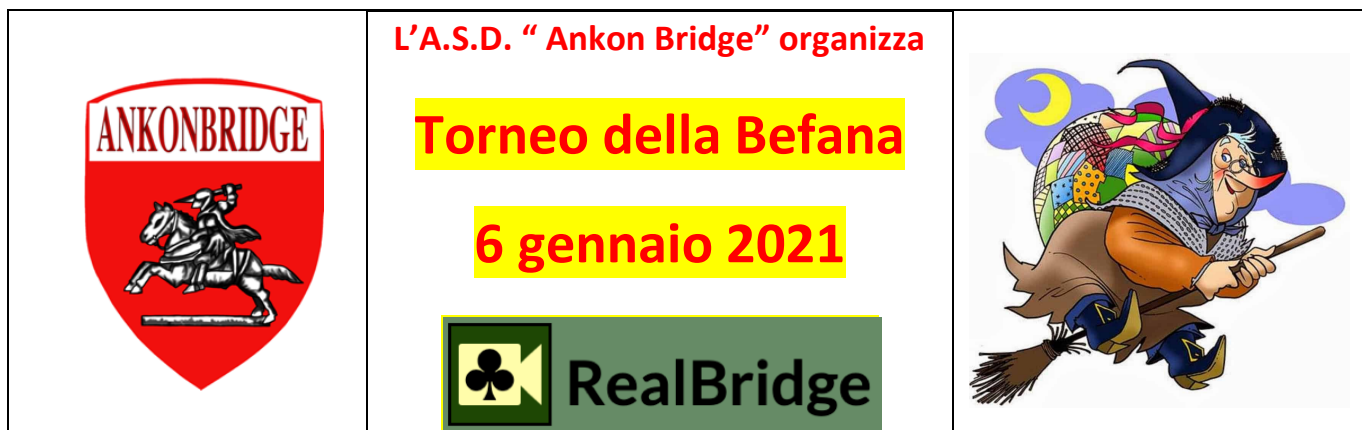 ANKONBRIDGE
L’A.S.D. “ Ankon Bridge” organizza
Torneo della Befana
6 gennaio 2021
RealBridge